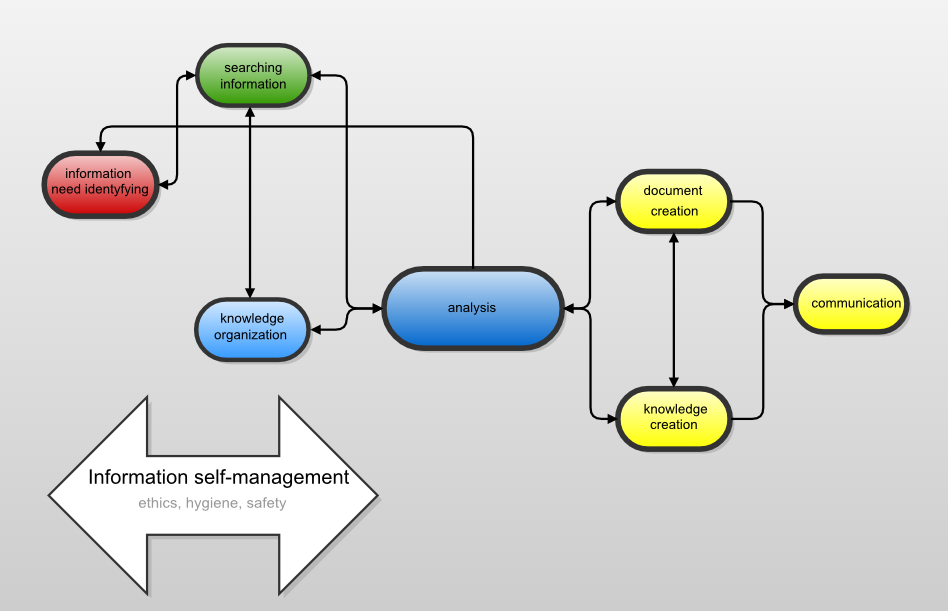 searching
information
information
need identyfying
document
creation
analysis
communication
knowledge
organization
knowledge
creation
Information self-management
ethics, hygiene, safety